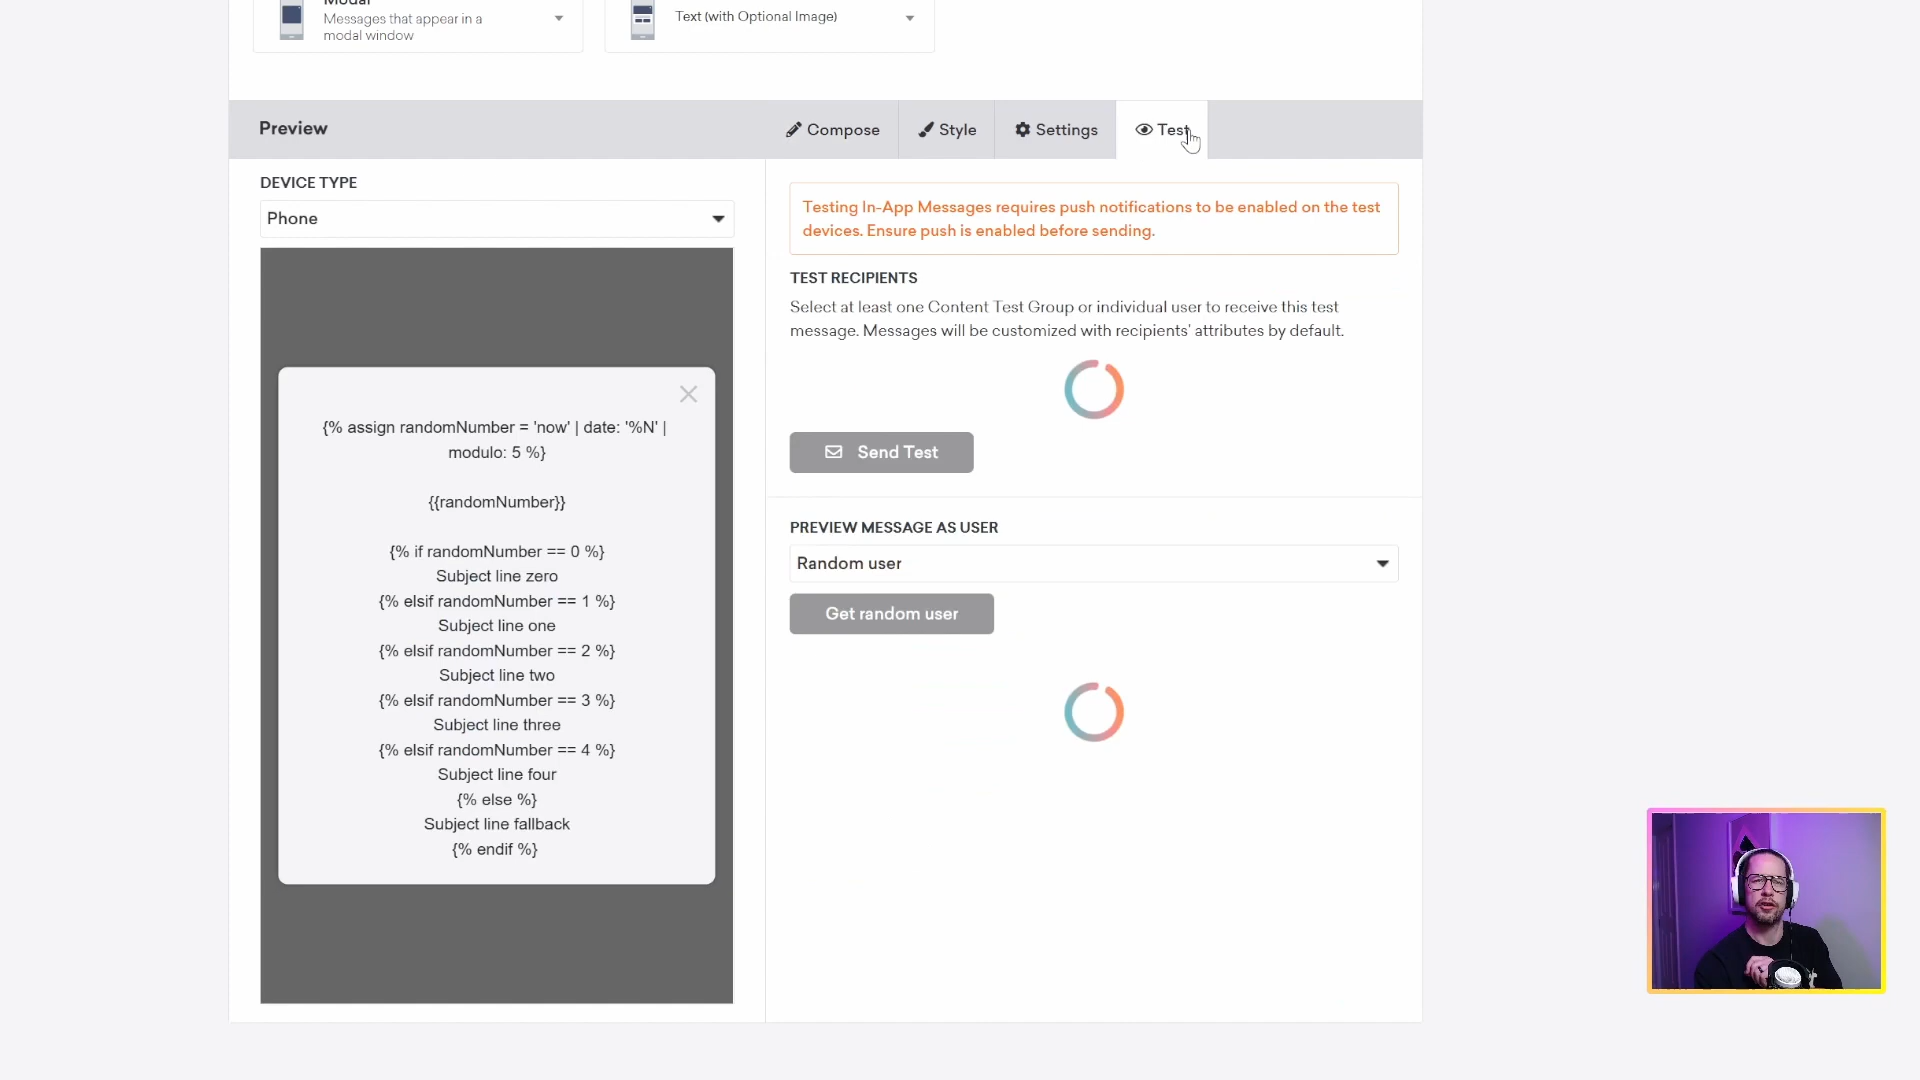 Modal
Messages that appear in a
modal window
Text (with Optional Image)
Preview
Compose
Style
Settings
Test
DEVICE TYPE
Phone
{% assign randomNumber = 'now' | date: '%N' |
modulo: 5 %}
{{randomNumber}}
{% if randomNumber == 0 %}
Subject line zero
{% elsif randomNumber == 1 %}
Subject line one
{% elsif randomNumber == 2 %}
Subject line two
{% elsif randomNumber == 3 %}
Subject line three
{% elsif randomNumber == 4 %}
Subject line four
{% else %}
Subject line fallback
{% endif %}
Testing In-App Messages requires push notifications to be enabled on the test
devices. Ensure push is enabled before sending.
TEST RECIPIENTS
Select at least one Content Test Group or individual user to receive this test
message. Messages will be customized with recipients' attributes by default.
Send Test
PREVIEW MESSAGE AS USER
Random user
Get random user